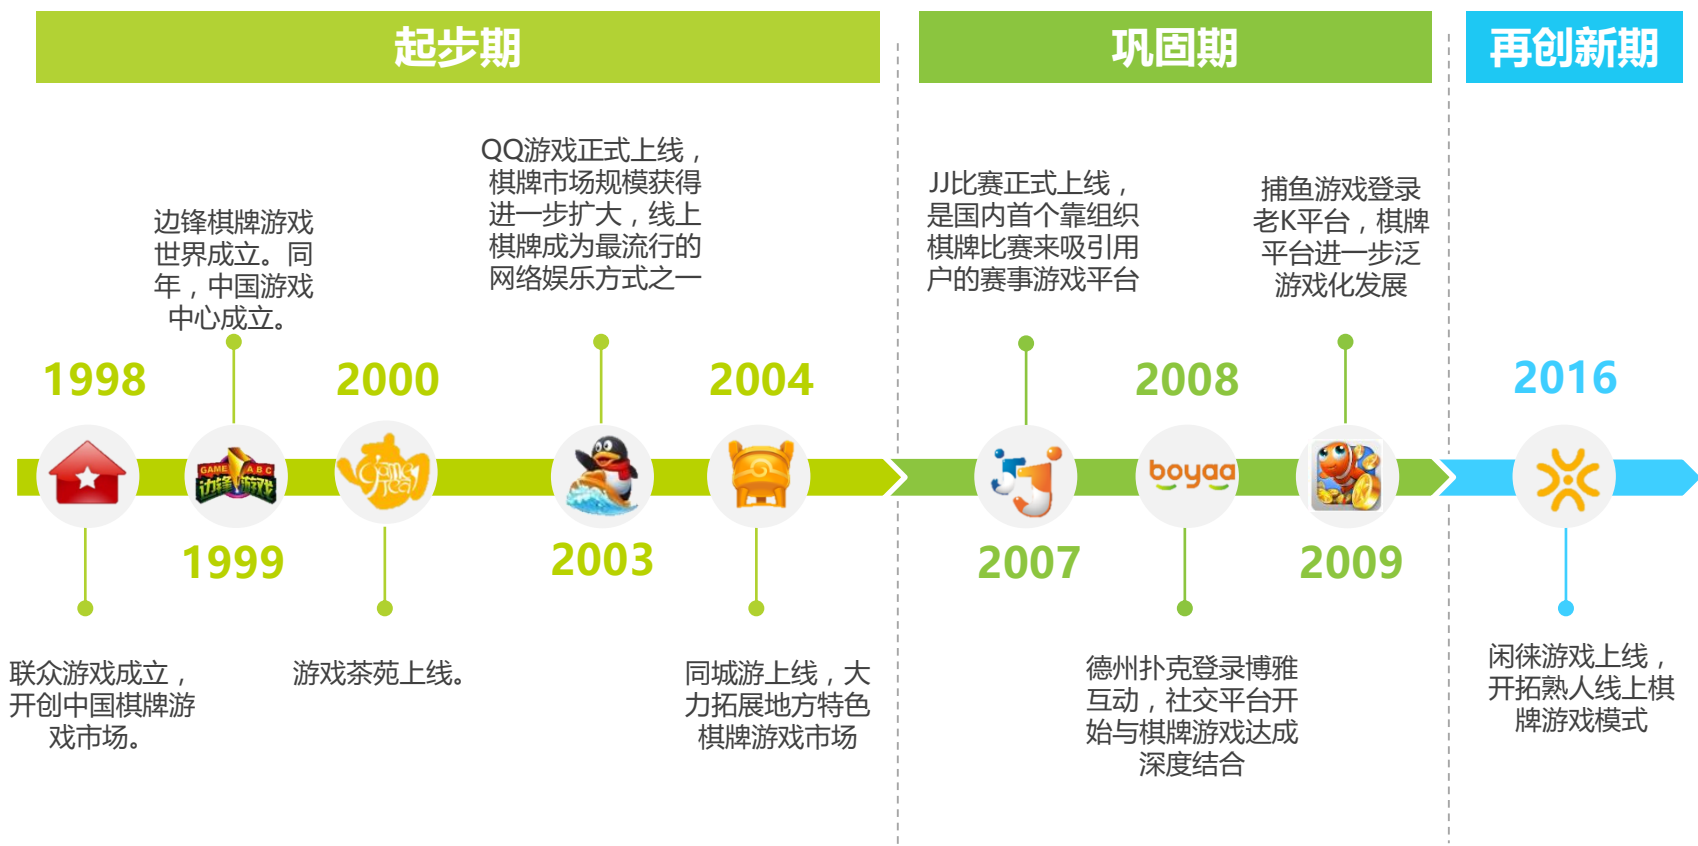 起步期
巩固期
再创新期
边锋棋牌游戏
世界成立。同
年，中国游戏
中心成立。
QQ游戏正式上线，
棋牌市场规模获得
进一步扩大，线上
棋牌成为最流行的
网络娱乐方式之一
JJ比赛正式上线，
是国内首个靠组织
棋牌比赛来吸引用
户的赛事游戏平台
捕鱼游戏登录
老K平台，棋牌
平台进一步泛
游戏化发展
1998
2000
2004
2008
2016
GAME ABC
边锋游戏
JJ
boyaa
1999
2003
2007
2009
联众游戏成立，
开创中国棋牌游
戏市场。
游戏茶苑上线。
同城游上线，大
力拓展地方特色
棋牌游戏市场
德州扑克登录博雅
互动，社交平台开
始与棋牌游戏达成
深度结合
闲徕游戏上线，
开拓熟人线上棋
牌游戏模式